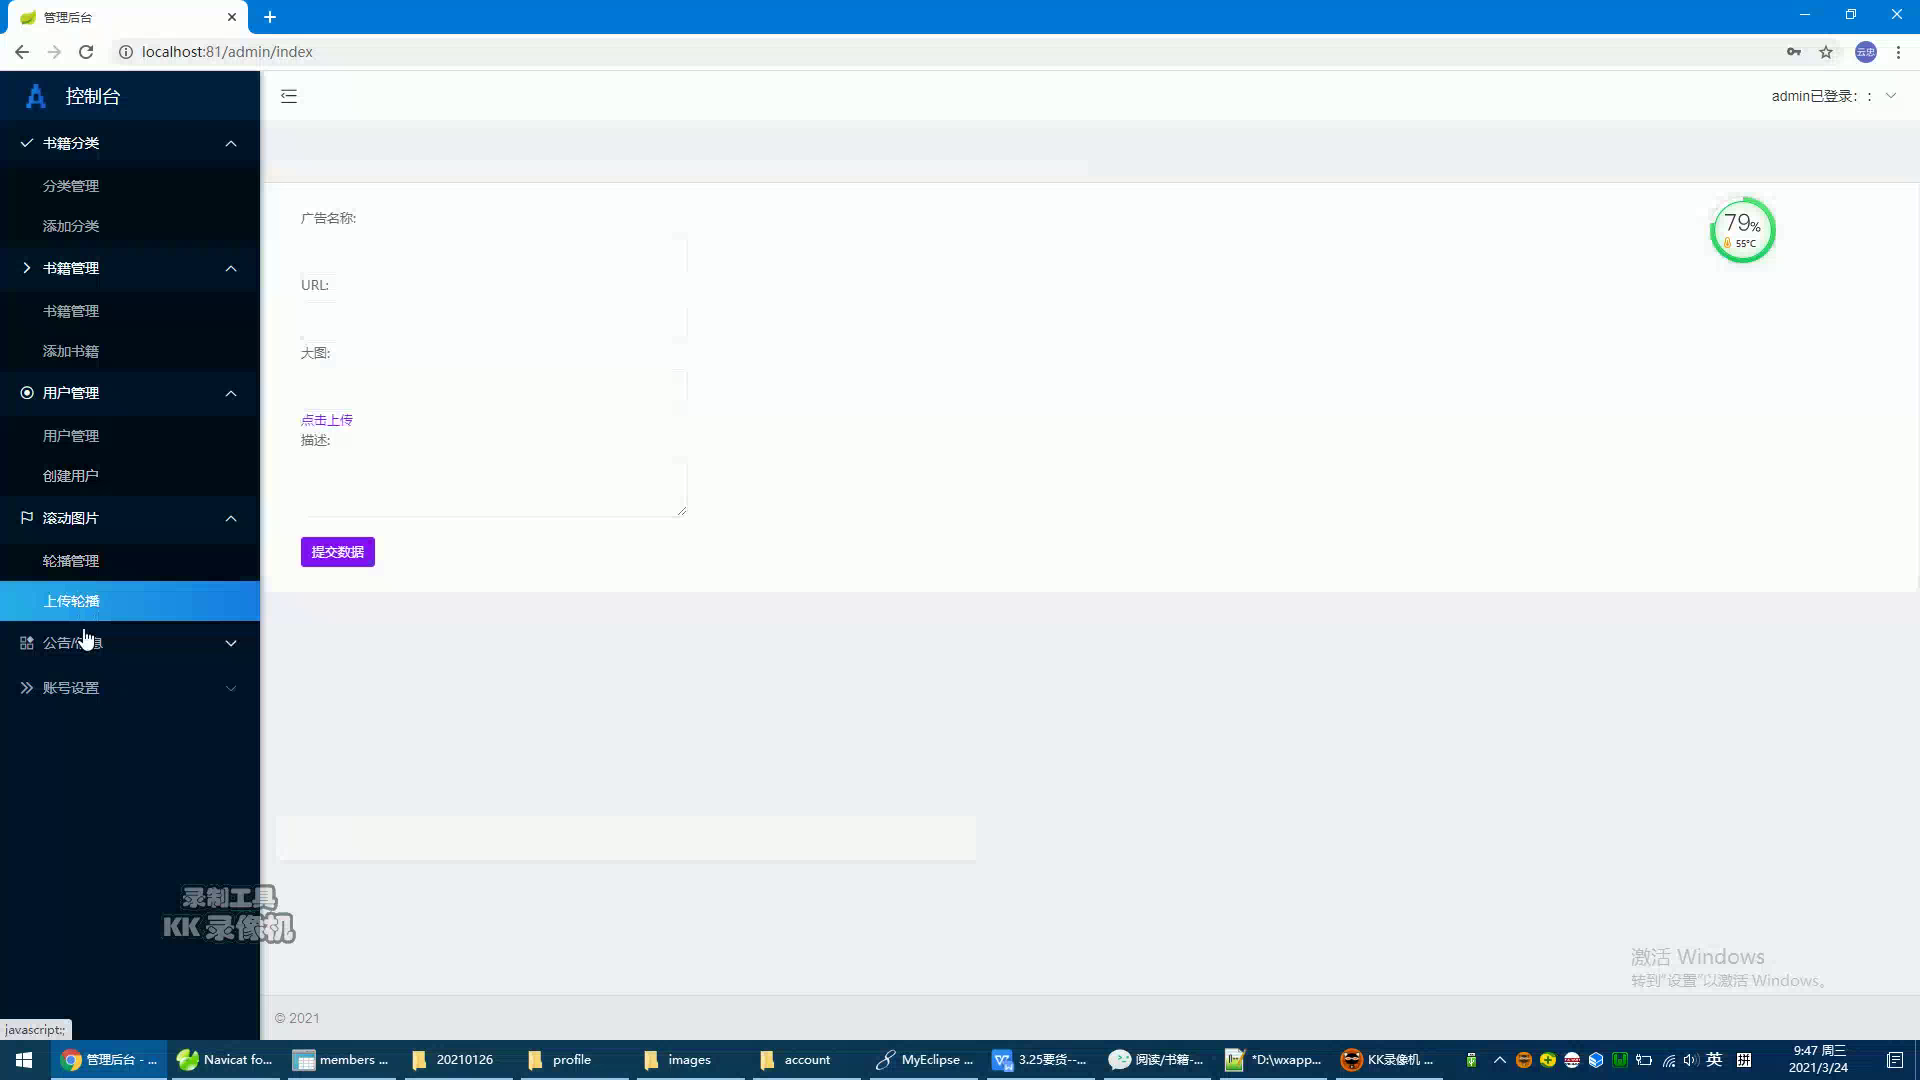 管理后台
localhost:81/admin/index
云忠
控制台
admin已登录: :
书籍分类
分类管理
添加分类
书籍管理
书籍管理
添加书籍
用户管理
用户管理
创建用户
滚动图片
轮播管理
上传轮播
公告/
账号设置
广告名称:
URL:
大图:
点击上传
描述:
提交数据
79%
55°C
录制工具
KK 录像机
激活 Windows
转到"设置"以激活 Windows。
© 2021
javascript:;
管理后台 - ...
Navicat fo...
members ...
20210126
profile
images
account
MyEclipse ...
3.25要货--...
阅读/书籍-...
*D:\wxapp...
KK录像机 ...
英
拼
9:47 周三
2021/3/24